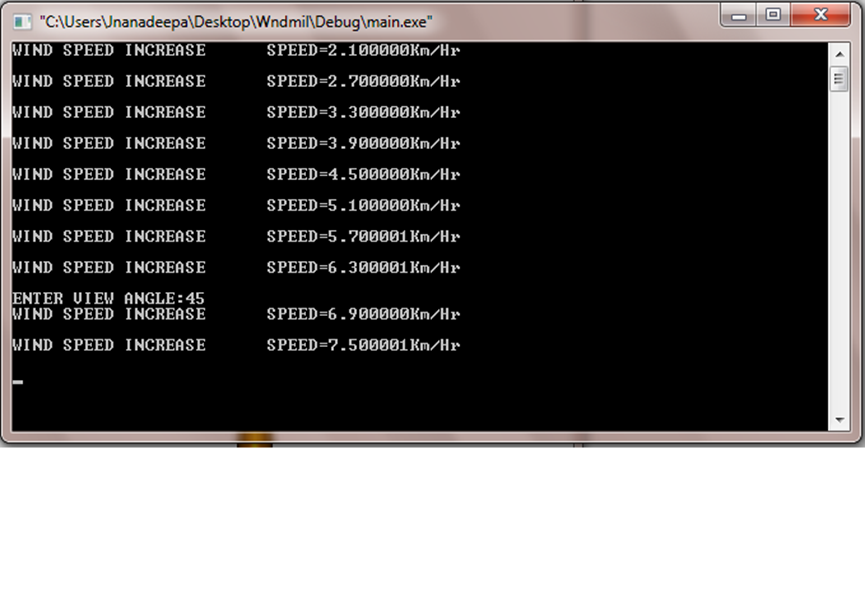 "C:\Users\Jnanadeepa\Desktop\Wndmil\Debug\main.exe"
WIND SPEED INCREASE SPEED=2.100000Km/Hr
WIND SPEED INCREASE SPEED=2.700000Km/Hr
WIND SPEED INCREASE SPEED=3.300000Km/Hr
WIND SPEED INCREASE SPEED=3.900000Km/Hr
WIND SPEED INCREASE SPEED=4.500000Km/Hr
WIND SPEED INCREASE SPEED=5.100000Km/Hr
WIND SPEED INCREASE SPEED=5.700001Km/Hr
WIND SPEED INCREASE SPEED=6.300001Km/Hr
ENTER VIEW ANGLE:45
WIND SPEED INCREASE SPEED=6.900000Km/Hr
WIND SPEED INCREASE SPEED=7.500001Km/Hr